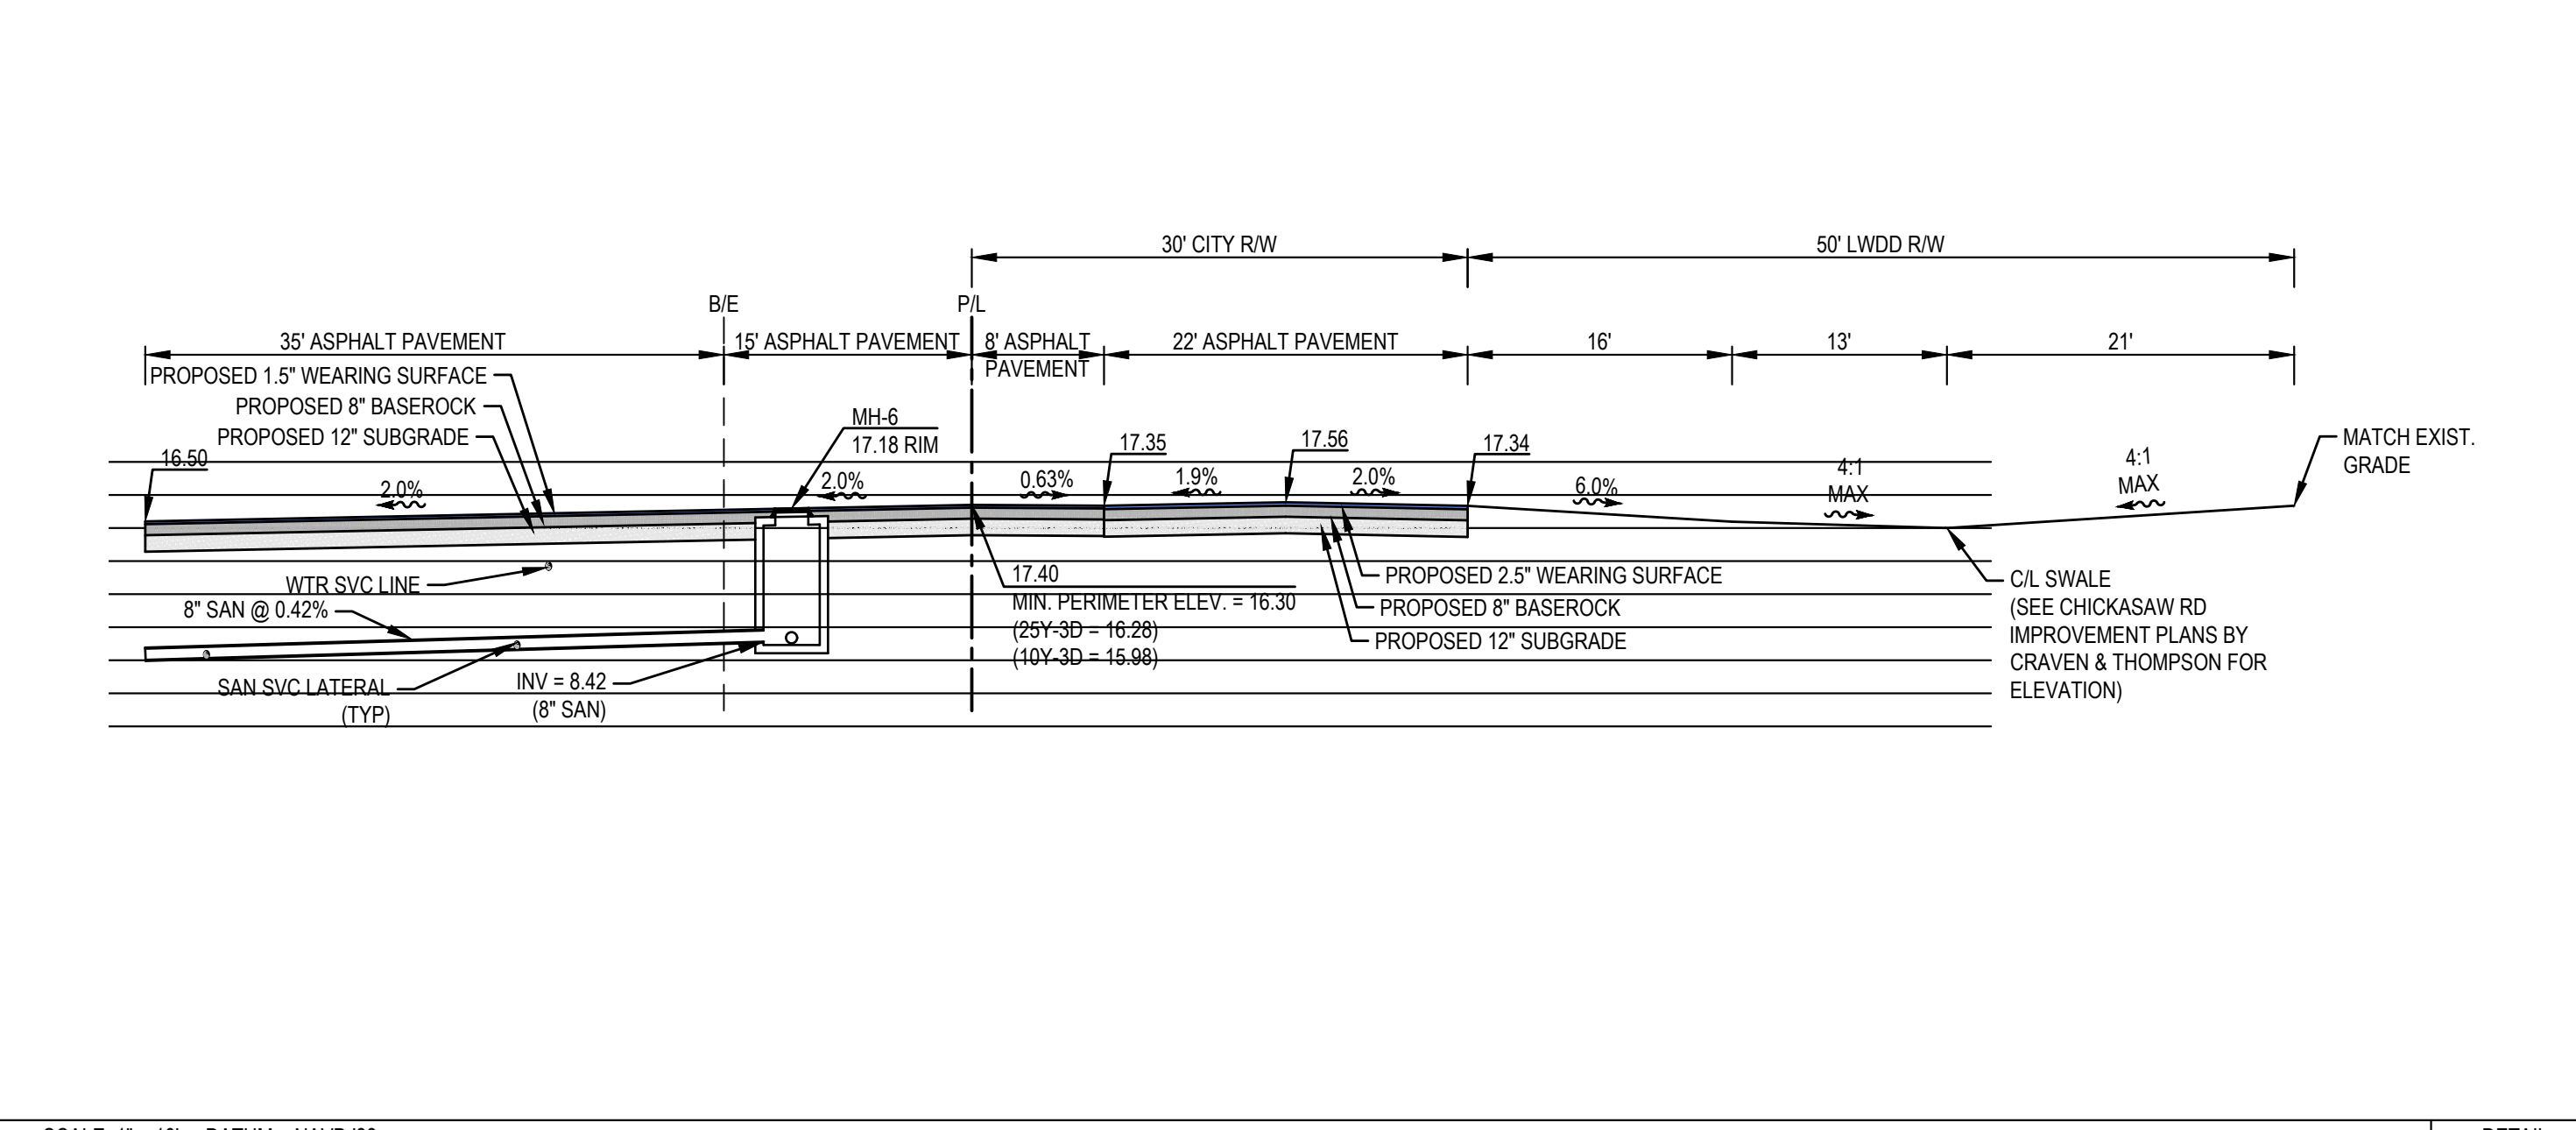 30' CITY R/W
50' LWDD R/W
B/E
P/L
35' ASPHALT PAVEMENT
15' ASPHALT PAVEMENT
8' ASPHALT
PAVEMENT
22' ASPHALT PAVEMENT
16'
13'
21'
PROPOSED 1.5" WEARING SURFACE
PROPOSED 8" BASEROCK
PROPOSED 12" SUBGRADE
16.50
2.0%
MH-6
17.18 RIM
2.0%
0.63%
17.35
1.9%
17.56
2.0%
17.34
6.0%
4:1
MAX
4:1
MAX
MATCH EXIST.
GRADE
WTR SVC LINE
8" SAN @ 0.42%
SAN SVC LATERAL
(TYP)
INV = 8.42
(8" SAN)
17.40
MIN. PERIMETER ELEV. = 16.30
(25Y-3D = 16.28)
(10Y-3D = 15.98)
PROPOSED 2.5" WEARING SURFACE
PROPOSED 8" BASEROCK
PROPOSED 12" SUBGRADE
C/L SWALE
(SEE CHICKASAW RD
IMPROVEMENT PLANS BY
CRAVEN & THOMPSON FOR
ELEVATION)